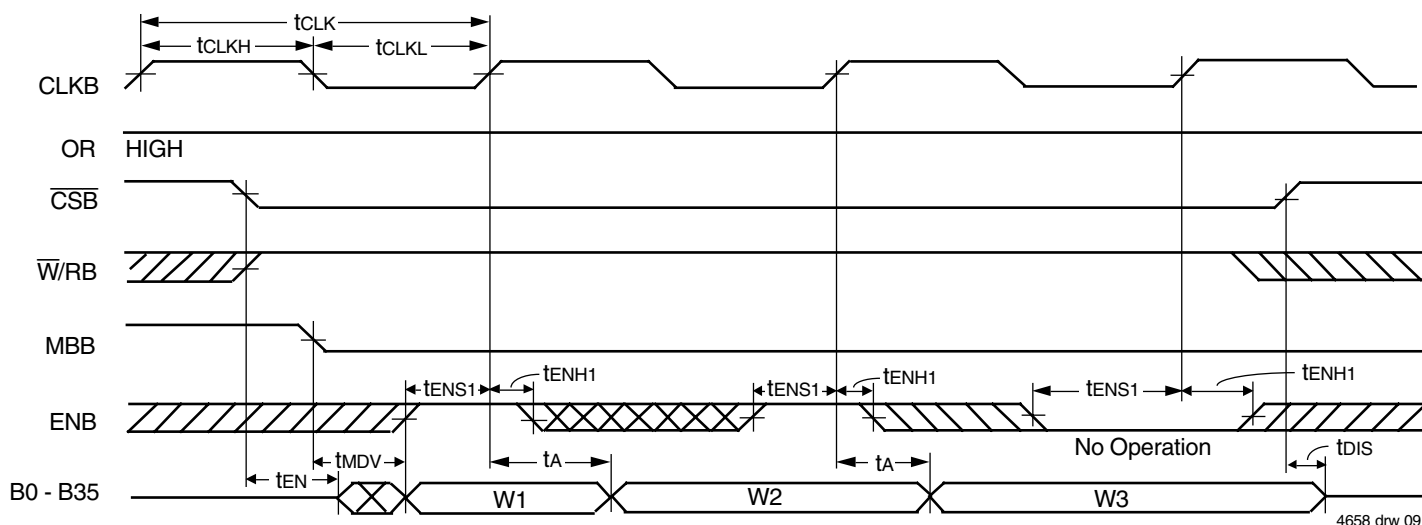 tCLK
tCLKH
tCLKL
CLKB
OR
HIGH
CSB
W/RB
MBB
tENS1
tENH1
tENS1
tENH1
tENS1
tENH1
ENB
No Operation
tMDV
tA
tA
tDIS
tEN
B0 - B35
W1
W2
W3
4658 drw 09